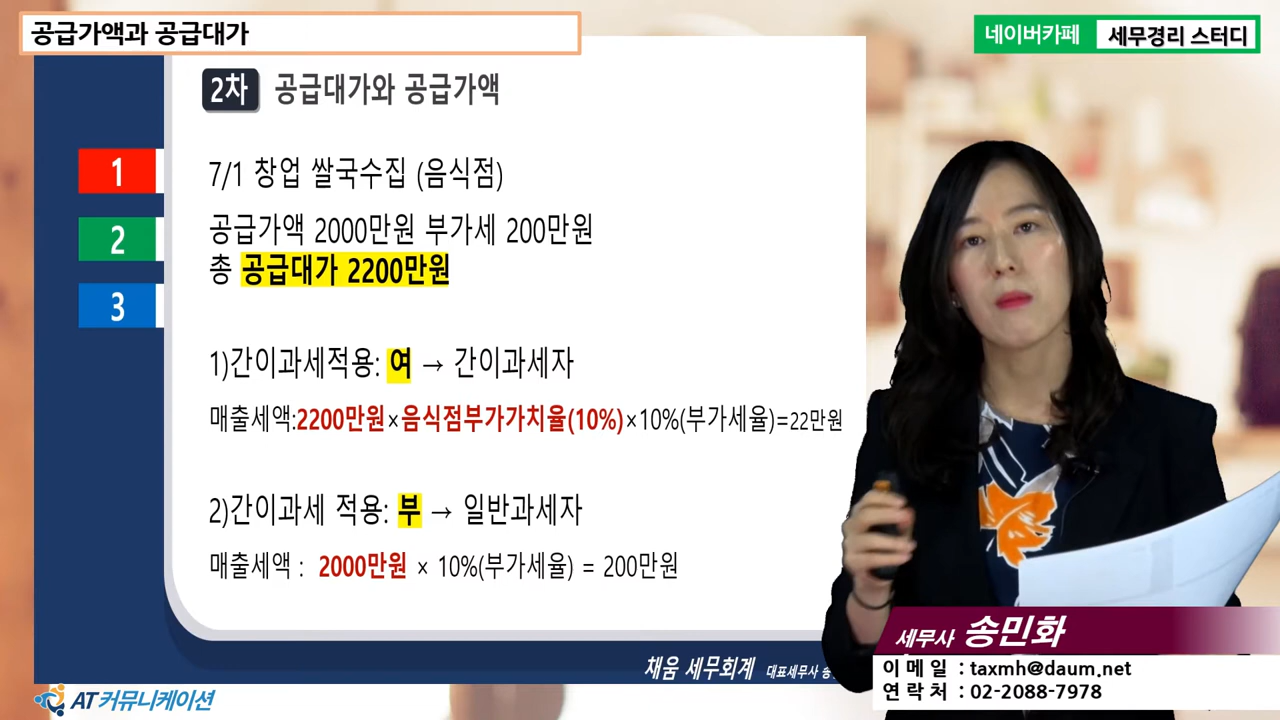 공급가액과 공급대가
네이버카페 세무경리 스터디
2차 공급대가와 공급가액
1
2
3
7/1 창업 쌀국수집 (음식점)
공급가액 2000만원 부가세 200만원
총 공급대가 2200만원
1)간이과세적용: 여 → 간이과세자
매출세액:2200만원×음식점부가가치율(10%)×10%(부가세율)=22만원
2)간이과세 적용: 부 → 일반과세자
매출세액 : 2000만원 × 10%(부가세율) = 200만원
채움 세무회계 대표세무사
세무사 송민화
이 메 일 : taxmh@daum.net
연 락 처 : 02-2088-7978
AT커뮤니케이션